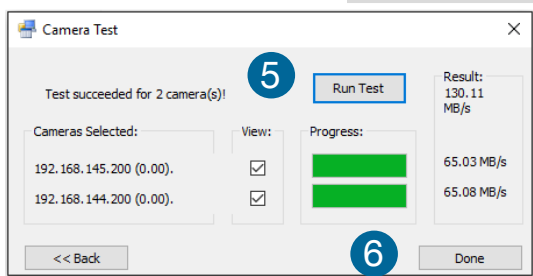 Camera Test
5
Test succeeded for 2 camera(s)!
Run Test
Result:
130.11
MB/s
Cameras Selected:
View:
Progress:
192.168.145.200 (0.00).
65.03 MB/s
192.168.144.200 (0.00).
65.08 MB/s
<< Back
6
Done